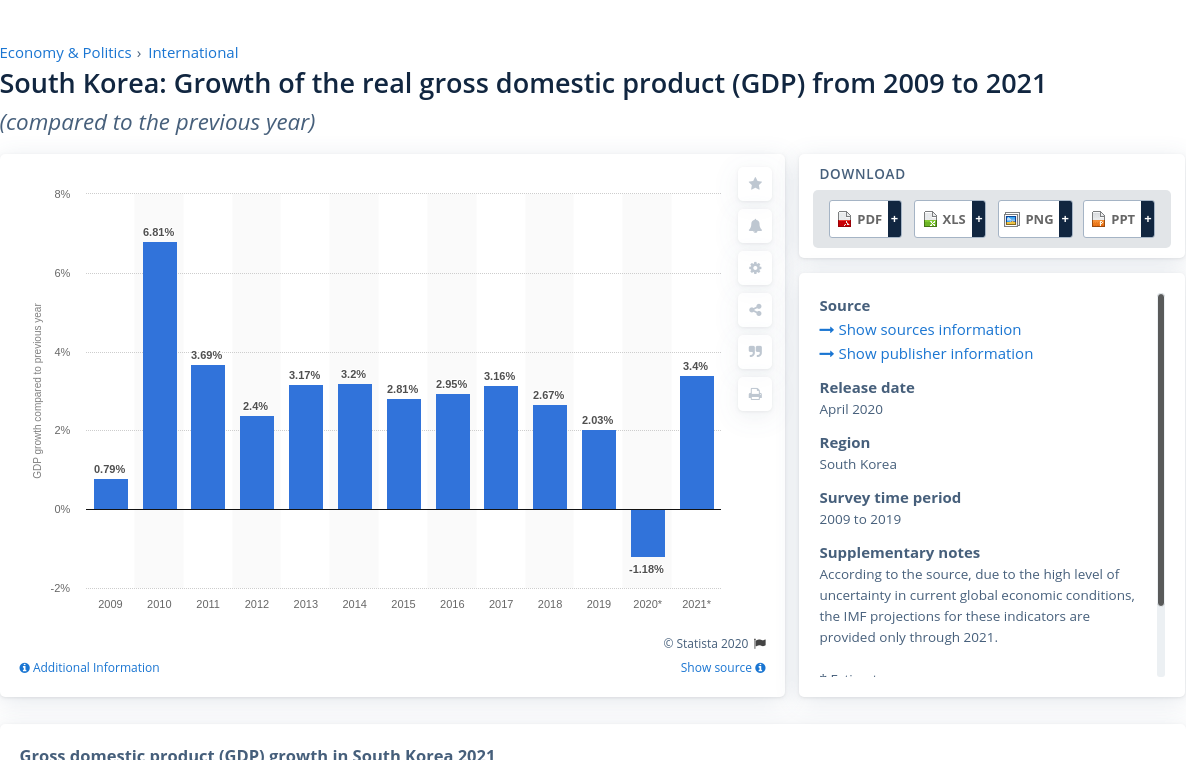 Economy & Politics › International
South Korea: Growth of the real gross domestic product (GDP) from 2009 to 2021
(compared to the previous year)
8%
6%
4%
2%
0%
-2%
GDP growth compared to previous year
0.79%
6.81%
3.69%
2.4%
3.17%
3.2%
2.81%
2.95%
3.16%
2.67%
2.03%
-1.18%
3.4%
2009 2010 2011 2012 2013 2014 2015 2016 2017 2018 2019 2020* 2021*
© Statista 2020
Additional Information
Show source
DOWNLOAD
PDF + XLS + PNG + PPT +
Source
Show sources information
Show publisher information
Release date
April 2020
Region
South Korea
Survey time period
2009 to 2019
Supplementary notes
According to the source, due to the high level of
uncertainty in current global economic conditions,
the IMF projections for these indicators are
provided only through 2021.
Gross domestic product (GDP) growth in South Korea 2021